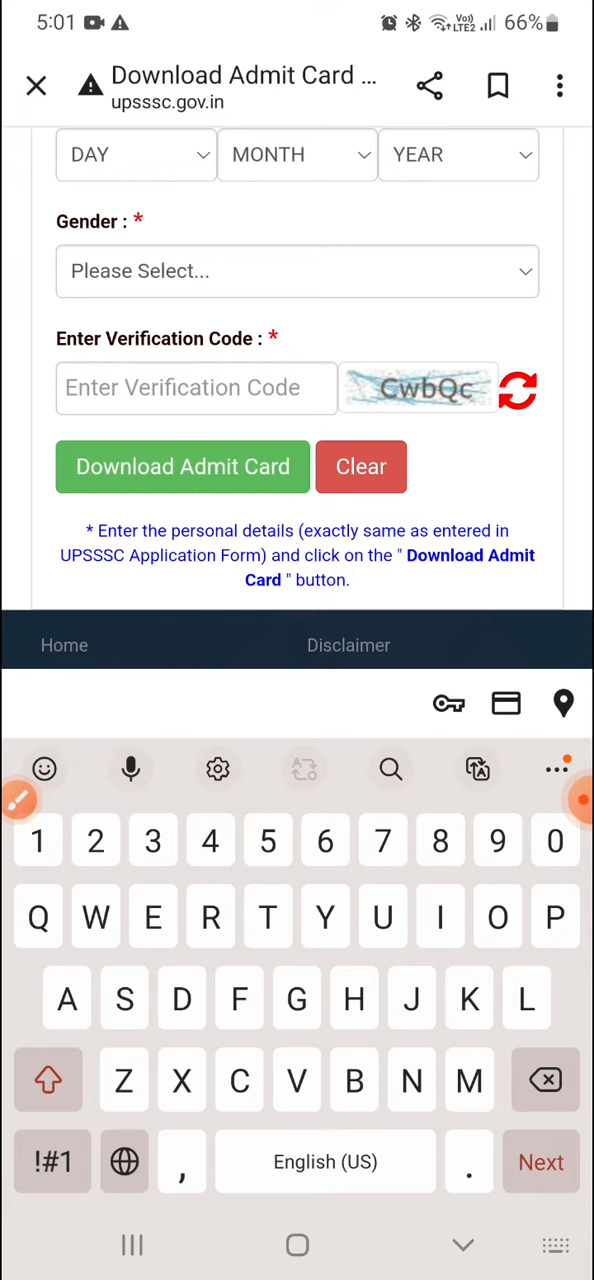 5:01 Vo) LTE2 66%
Download Admit Card ...
upsssc.gov.in
DAY MONTH YEAR
Gender : *
Please Select...
Enter Verification Code : *
Enter Verification Code CwbQc
Download Admit Card Clear
* Enter the personal details (exactly same as entered in
UPSSSC Application Form) and click on the " Download Admit
Card " button.
Home Disclaimer
1 2 3 4 5 6 7 8 9 0
Q W E R T Y U I O P
A S D F G H J K L
Z X C V B N M
!#1 , English (US) . Next